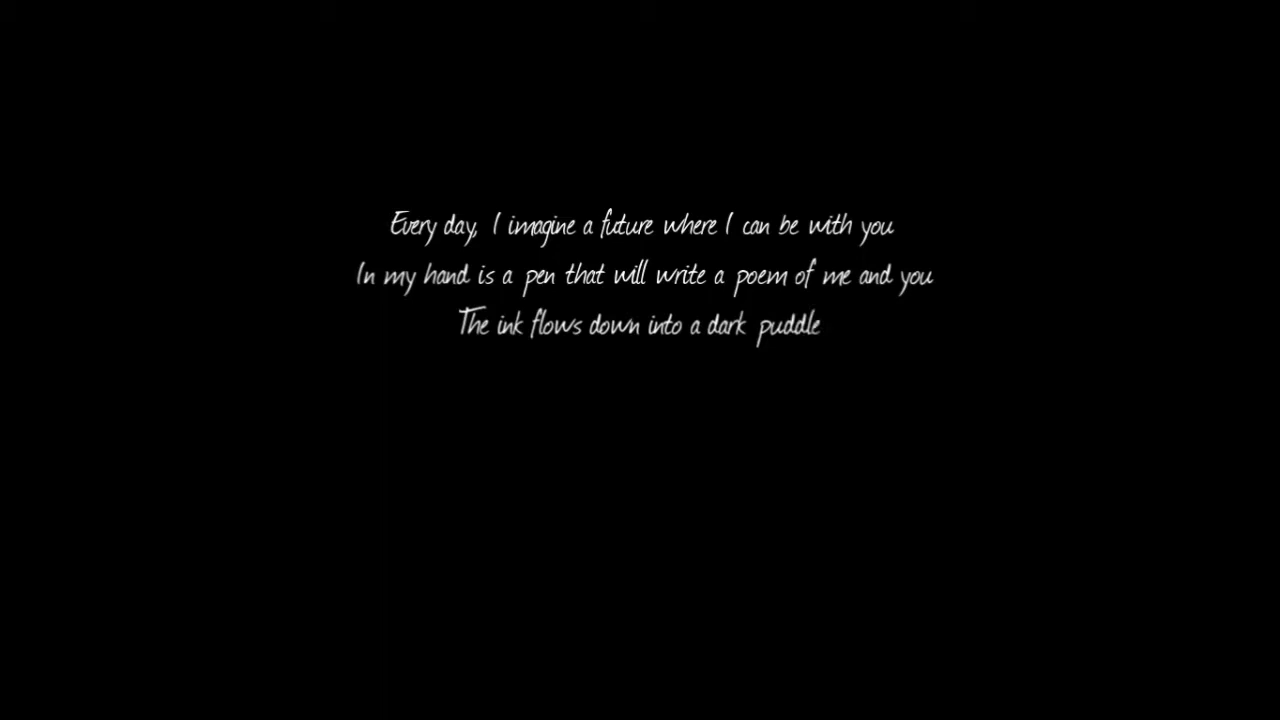 Every day, I imagine a future where I can be with you
In my hand is a pen that will write a poem of me and you
The ink flows down into a dark puddle